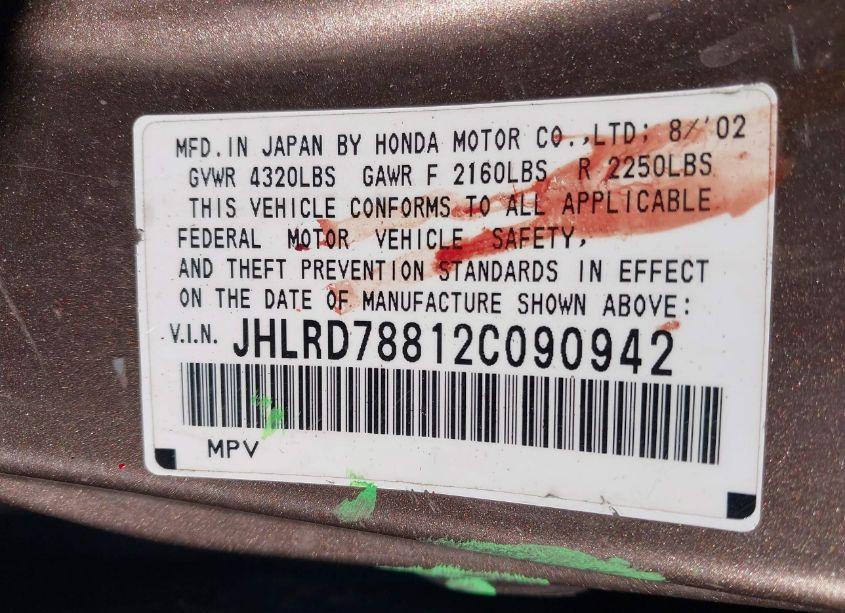 MFD. IN JAPAN BY HONDA MOTOR CO.,LTD; 8/'02
GVWR 4320LBS GAWR F 2160LBS R 2250LBS
THIS VEHICLE CONFORMS TO ALL APPLICABLE
FEDERAL MOTOR VEHICLE SAFETY,
AND THEFT PREVENTION STANDARDS IN EFFECT
ON THE DATE OF MANUFACTURE SHOWN ABOVE:
V.I.N. JHLRD78812C090942
MPV